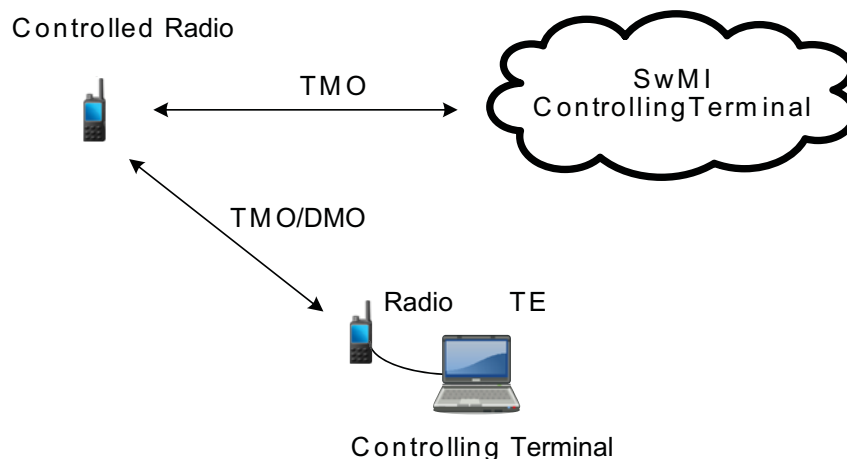 Controlled Radio
TMO
SwMI
ControllingTerminal
TMO/DMO
Radio TE
Controlling Terminal